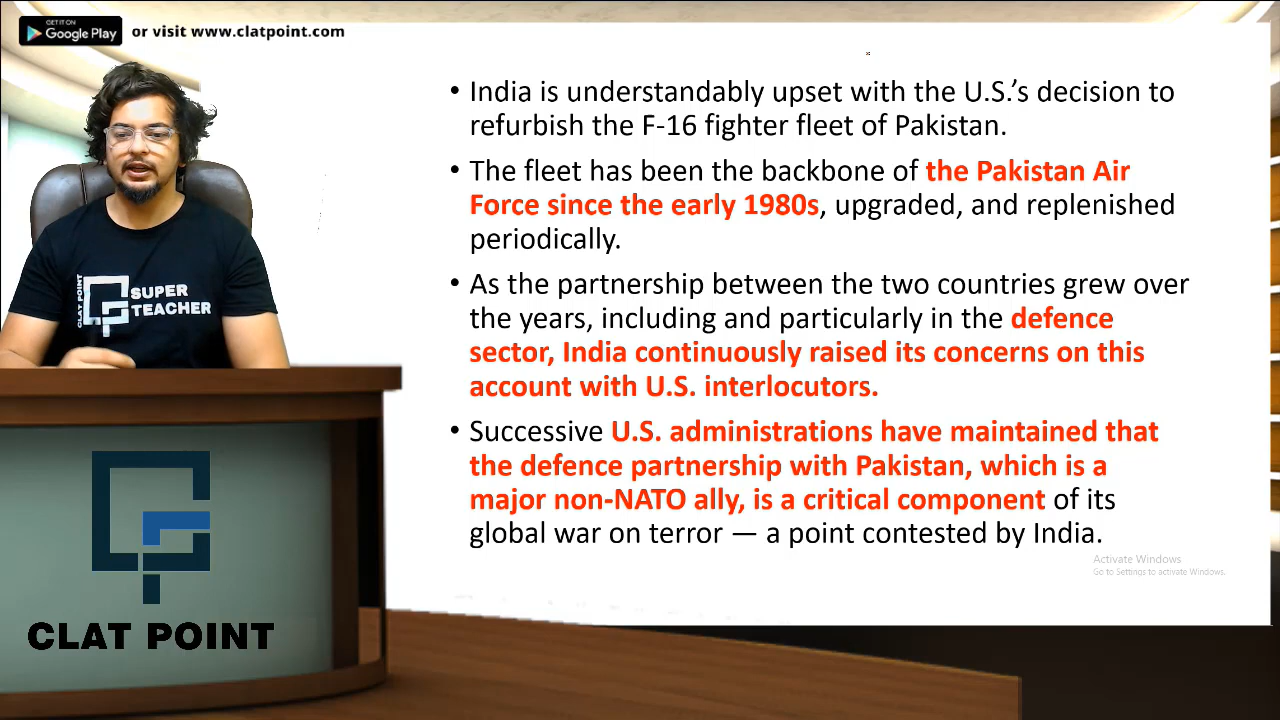 GET IT ON
Google Play
or visit www.clatpoint.com
• India is understandably upset with the U.S.’s decision to
refurbish the F-16 fighter fleet of Pakistan.
• The fleet has been the backbone of the Pakistan Air
Force since the early 1980s, upgraded, and replenished
periodically.
• As the partnership between the two countries grew over
the years, including and particularly in the defence
sector, India continuously raised its concerns on this
account with U.S. interlocutors.
• Successive U.S. administrations have maintained that
the defence partnership with Pakistan, which is a
major non-NATO ally, is a critical component of its
global war on terror — a point contested by India.
Activate Windows
Go to Settings to activate Windows.
CLAT POINT
SUPER
TEACHER
CLAT POINT